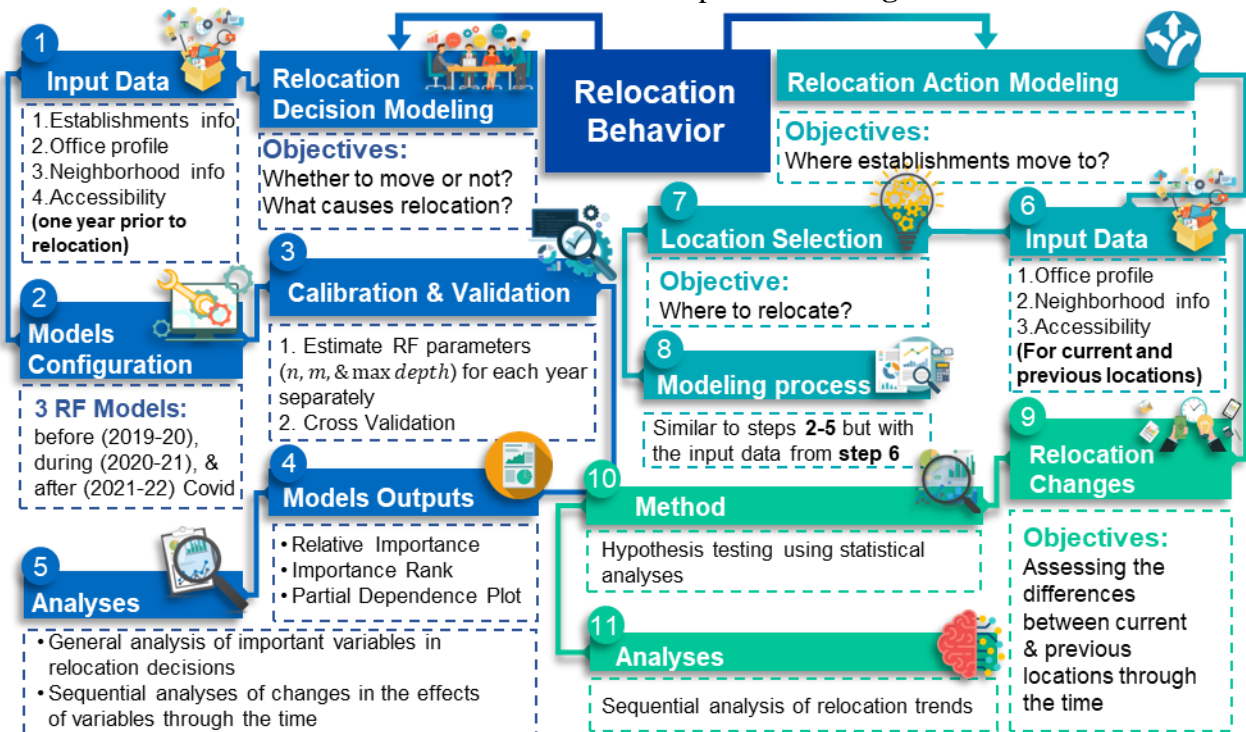 Relocation
Behavior
1
Input Data
1.Establishments info
2.Office profile
3.Neighborhood info
4.Accessibility
(one year prior to
relocation)
Relocation
Decision Modeling
Objectives:
Whether to move or not?
What causes relocation?
2
Models
Configuration
3 RF Models:
before (2019-20),
during (2020-21), &
after (2021-22) Covid
3
Calibration & Validation
1. Estimate RF parameters
(n, m, & max depth) for each year
separately
2. Cross Validation
4
Models Outputs
• Relative Importance
• Importance Rank
• Partial Dependence Plot
5
Analyses
• General analysis of important variables in
relocation decisions
• Sequential analyses of changes in the effects
of variables through the time
Relocation Action Modeling
Objectives:
Where establishments move to?
6
Input Data
1.Office profile
2.Neighborhood info
3.Accessibility
(For current and
previous locations)
7
Location Selection
Objective:
Where to relocate?
8
Modeling process
Similar to steps 2-5 but with
the input data from step 6
9
Relocation
Changes
Objectives:
Assessing the
differences
between current
& previous
locations through
the time
10
Method
Hypothesis testing using statistical
analyses
11
Analyses
Sequential analysis of relocation trends